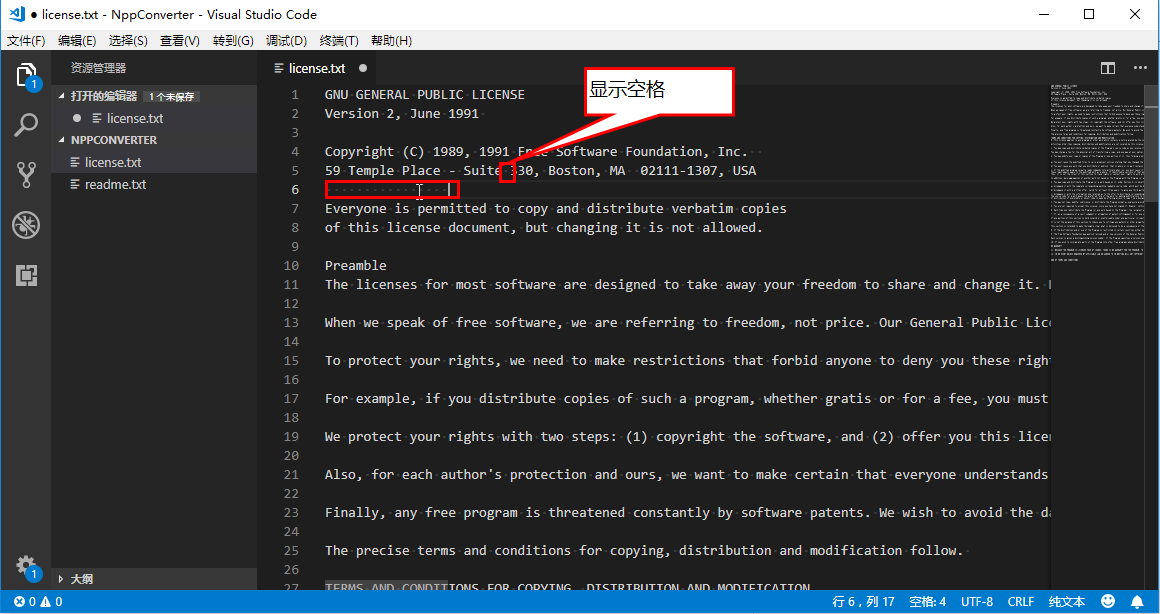 license.txt - NppConverter - Visual Studio Code
文件(F) 编辑(E) 选择(S) 查看(V) 转到(G) 调试(D) 终端(T) 帮助(H)
资源管理器
打开的编辑器 1 个未保存
license.txt
NPPCONVERTER
license.txt
readme.txt
大纲
1
1
license.txt
显示空格
1 GNU GENERAL PUBLIC LICENSE
2 Version 2, June 1991
3
4 Copyright (C) 1989, 1991 Free Software Foundation, Inc.
5 59 Temple Place - Suite 330, Boston, MA  02111-1307, USA
6
7 Everyone is permitted to copy and distribute verbatim copies
8 of this license document, but changing it is not allowed.
9
10 Preamble
11 The licenses for most software are designed to take away your freedom to share and change it.
12
13 When we speak of free software, we are referring to freedom, not price. Our General Public Lic
14
15 To protect your rights, we need to make restrictions that forbid anyone to deny you these righ
16
17 For example, if you distribute copies of such a program, whether gratis or for a fee, you must
18
19 We protect your rights with two steps: (1) copyright the software, and (2) offer you this lice
20
21 Also, for each author's protection and ours, we want to make certain that everyone understands
22
23 Finally, any free program is threatened constantly by software patents. We wish to avoid the da
24
25 The precise terms and conditions for copying, distribution and modification follow.
26
27 TERMS AND CONDITIONS FOR COPYING, DISTRIBUTION AND MODIFICATION
0 0 行 6，列 17 空格: 4 UTF-8 CRLF 纯文本